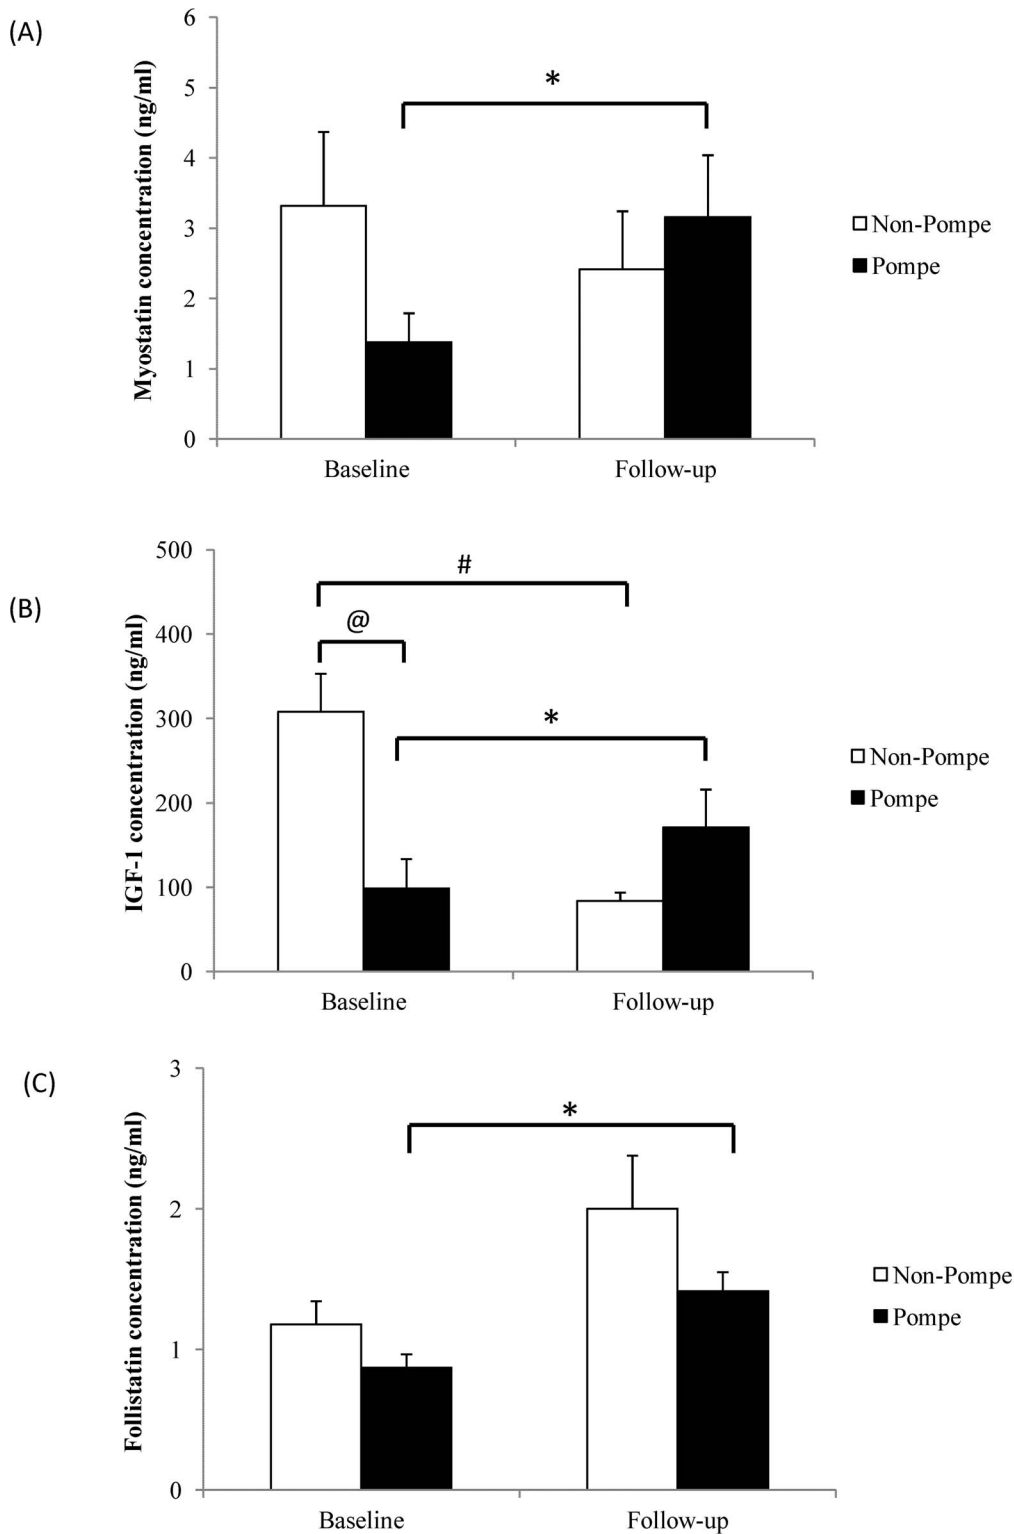 (A)
Myostatin concentration (ng/ml)
6
5
4
3
2
1
0
*
Baseline
Follow-up
Non-Pompe
Pompe
(B)
IGF-1 concentration (ng/ml)
500
400
300
200
100
0
#
@
*
Baseline
Follow-up
Non-Pompe
Pompe
(C)
Follistatin concentration (ng/ml)
3
2
1
0
*
Baseline
Follow-up
Non-Pompe
Pompe